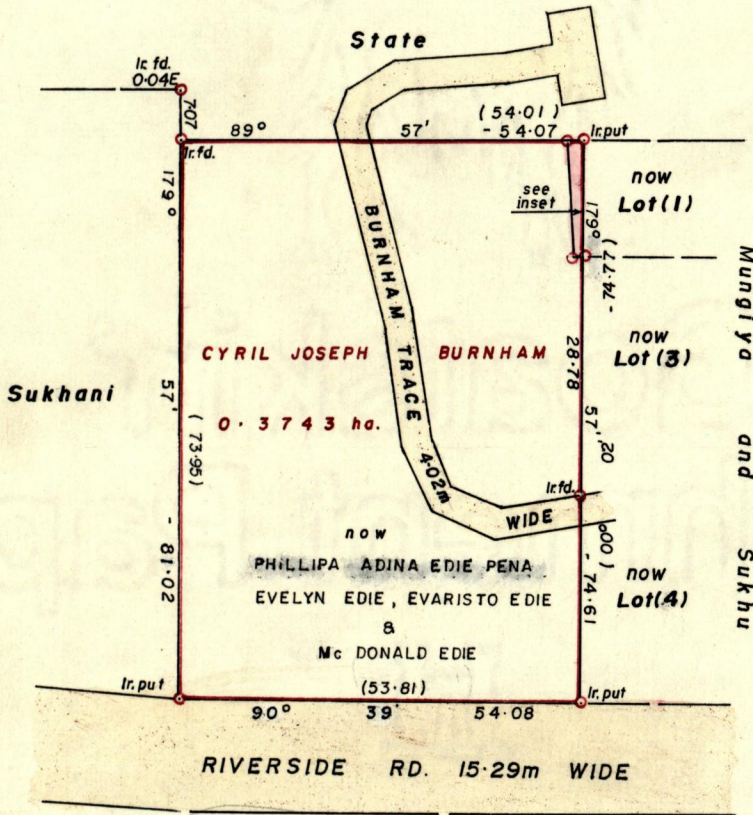 State
Ir. fd.
0.04E
7.07
89° 57' - 54.07
(54.01)
Ir.put
Ir.fd.
see
inset
now
Lot(1)
179° 57' - 81.02
(73.95)
179° 57' 20 - 74.61
- 74.77)
28.78
BURNHAM TRACE 4.02m WIDE
CYRIL JOSEPH BURNHAM
0.3743 ha.
Sukhani
now
Lot(3)
Mungiya and Sukhu
Ir.fd.
now
PHILLIPA ADINA EDIE PENA
EVELYN EDIE, EVARISTO EDIE
&
Mc DONALD EDIE
now
Lot(4)
Ir.put
(53.81)
90° 39' 54.08
Ir.put
RIVERSIDE RD. 15.29m WIDE